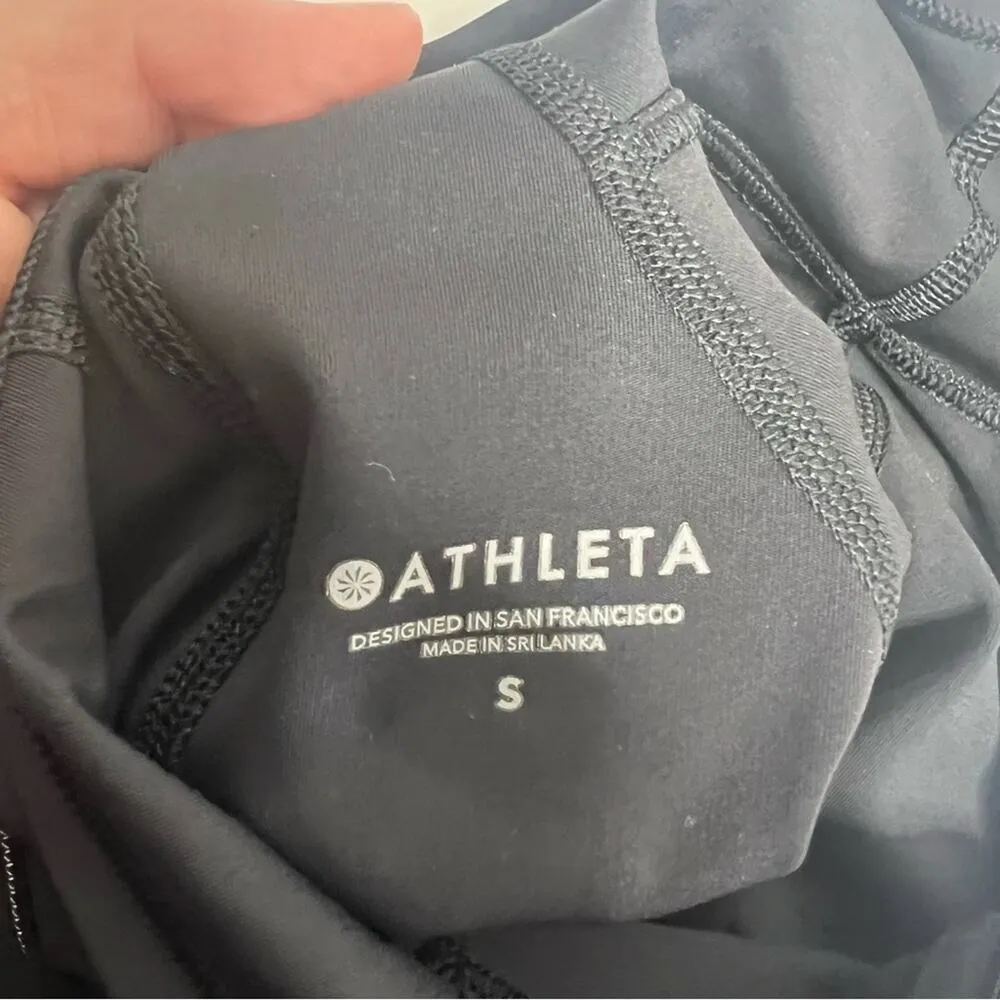 ATHLETA
DESIGNED IN SAN FRANCISCO
MADE IN SRI LANKA
S